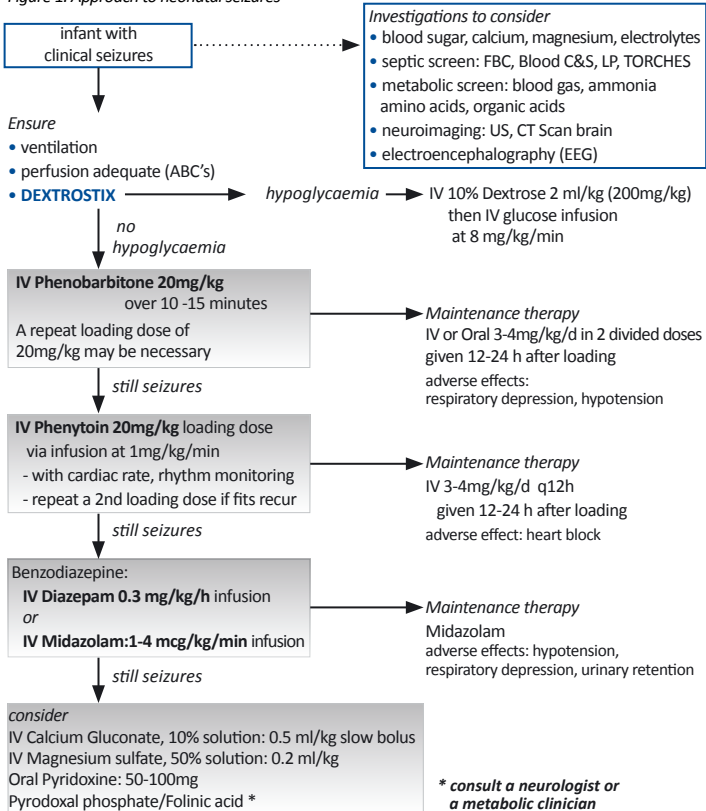 Figure 1. Approach to neonatal seizures
infant with
clinical seizures
Investigations to consider
• blood sugar, calcium, magnesium, electrolytes
• septic screen: FBC, Blood C&S, LP, TORCHES
• metabolic screen: blood gas, ammonia
amino acids, organic acids
• neuroimaging: US, CT Scan brain
• electroencephalography (EEG)
Ensure
• ventilation
• perfusion adequate (ABC's)
• DEXTROSTIX
hypoglycaemia
IV 10% Dextrose 2 ml/kg (200mg/kg)
then IV glucose infusion
at 8 mg/kg/min
no
hypoglycaemia
IV Phenobarbitone 20mg/kg
over 10 -15 minutes
A repeat loading dose of
20mg/kg may be necessary
Maintenance therapy
IV or Oral 3-4mg/kg/d in 2 divided doses
given 12-24 h after loading
adverse effects:
respiratory depression, hypotension
still seizures
IV Phenytoin 20mg/kg loading dose
via infusion at 1mg/kg/min
- with cardiac rate, rhythm monitoring
- repeat a 2nd loading dose if fits recur
Maintenance therapy
IV 3-4mg/kg/d q12h
given 12-24 h after loading
adverse effect: heart block
still seizures
Benzodiazepine:
IV Diazepam 0.3 mg/kg/h infusion
or
IV Midazolam:1-4 mcg/kg/min infusion
Maintenance therapy
Midazolam
adverse effects: hypotension,
respiratory depression, urinary retention
still seizures
consider
IV Calcium Gluconate, 10% solution: 0.5 ml/kg slow bolus
IV Magnesium sulfate, 50% solution: 0.2 ml/kg
Oral Pyridoxine: 50-100mg
Pyrodoxal phosphate/Folinic acid *
* consult a neurologist or
a metabolic clinician